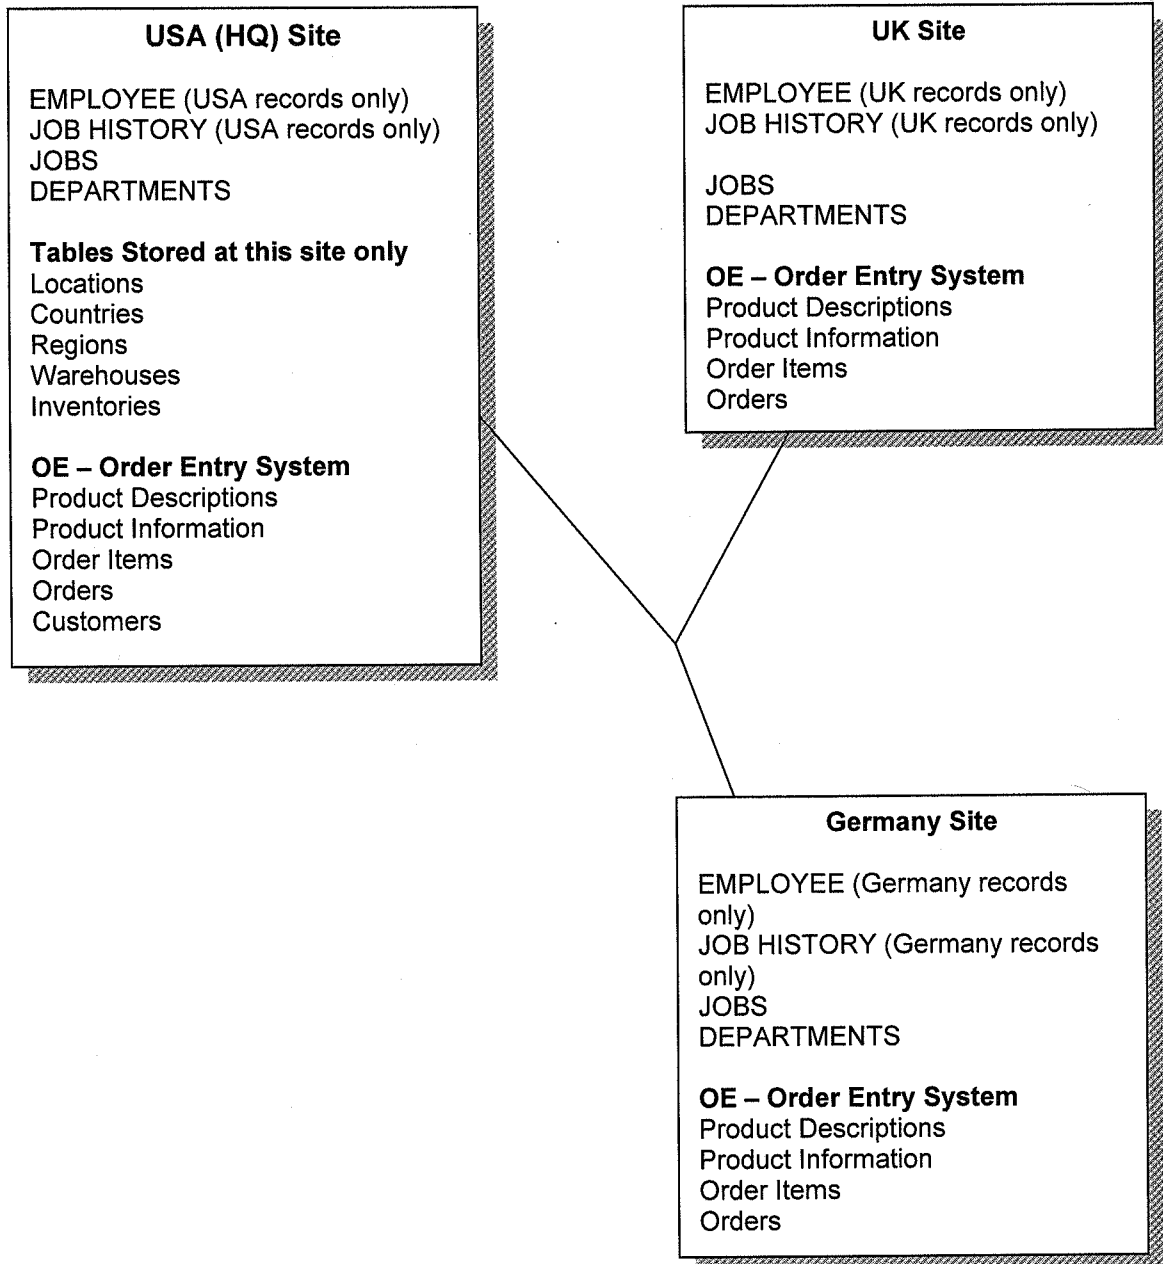 USA (HQ) Site
EMPLOYEE (USA records only)
JOB HISTORY (USA records only)
JOBS
DEPARTMENTS
Tables Stored at this site only
Locations
Countries
Regions
Warehouses
Inventories
OE – Order Entry System
Product Descriptions
Product Information
Order Items
Orders
Customers
UK Site
EMPLOYEE (UK records only)
JOB HISTORY (UK records only)
JOBS
DEPARTMENTS
OE – Order Entry System
Product Descriptions
Product Information
Order Items
Orders
Germany Site
EMPLOYEE (Germany records
only)
JOB HISTORY (Germany records
only)
JOBS
DEPARTMENTS
OE – Order Entry System
Product Descriptions
Product Information
Order Items
Orders